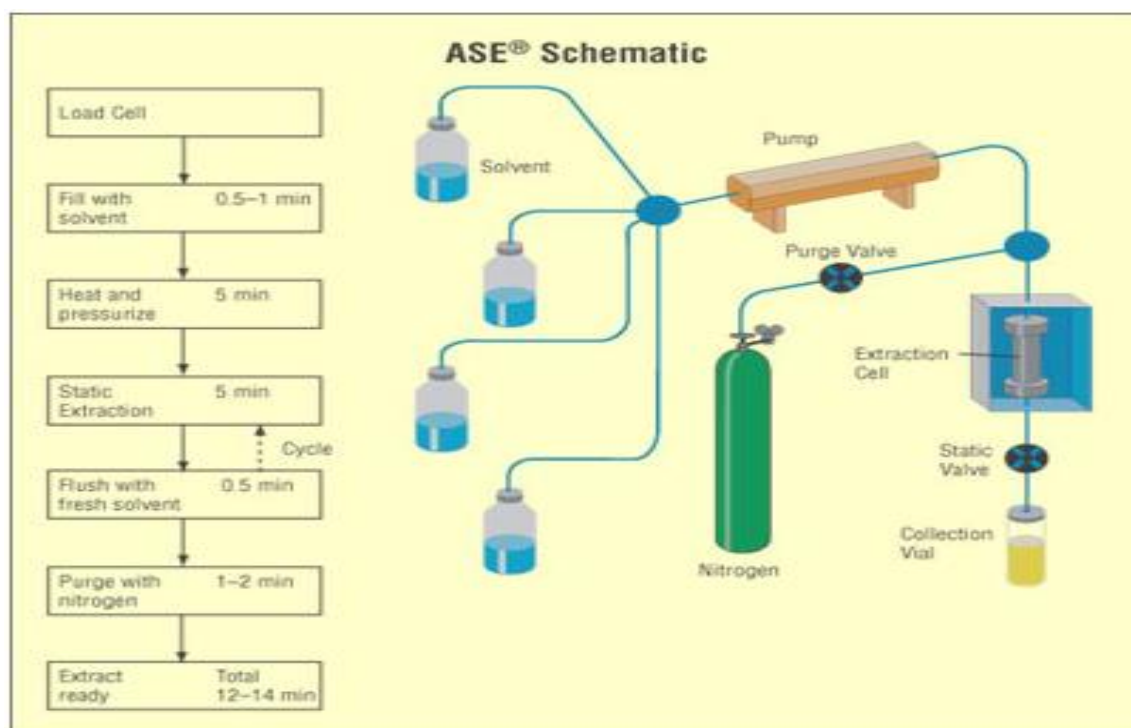 ASE® Schematic
Load Cell
Fill with 0.5–1 min
solvent
Heat and 5 min
pressurize
Static 5 min
Extraction
Cycle
Flush with 0.5 min
fresh solvent
Purge with 1–2 min
nitrogen
Extract Total
ready 12–14 min
Solvent
Pump
Purge Valve
Extraction
Cell
Static
Valve
Nitrogen
Collection
Vial